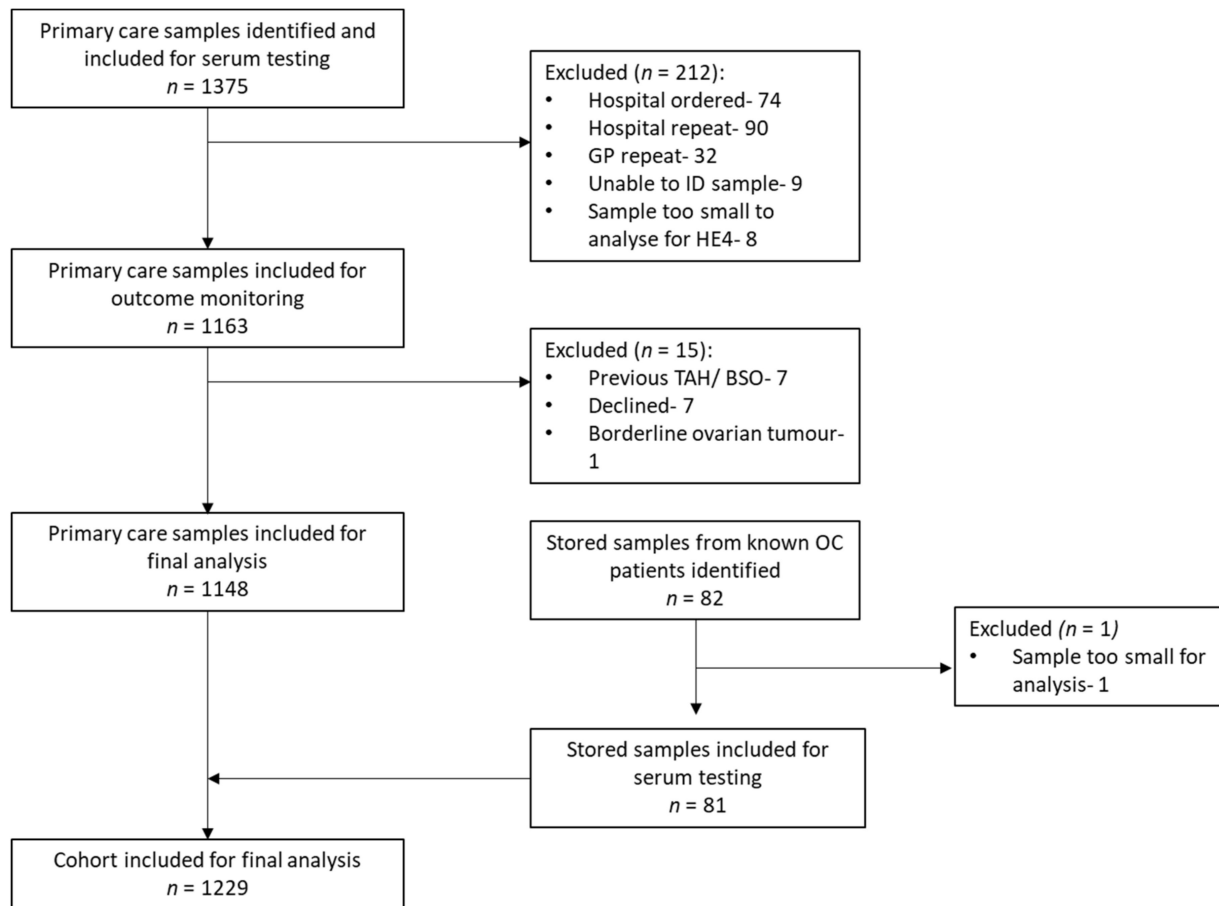 Primary care samples identified and
included for serum testing
n = 1375
Excluded (n = 212):
• Hospital ordered- 74
• Hospital repeat- 90
• GP repeat- 32
• Unable to ID sample- 9
• Sample too small to
analyse for HE4- 8
Primary care samples included for
outcome monitoring
n = 1163
Excluded (n = 15):
• Previous TAH/ BSO- 7
• Declined- 7
• Borderline ovarian tumour-
1
Primary care samples included for
final analysis
n = 1148
Stored samples from known OC
patients identified
n = 82
Excluded (n = 1)
• Sample too small for
analysis- 1
Stored samples included for
serum testing
n = 81
Cohort included for final analysis
n = 1229